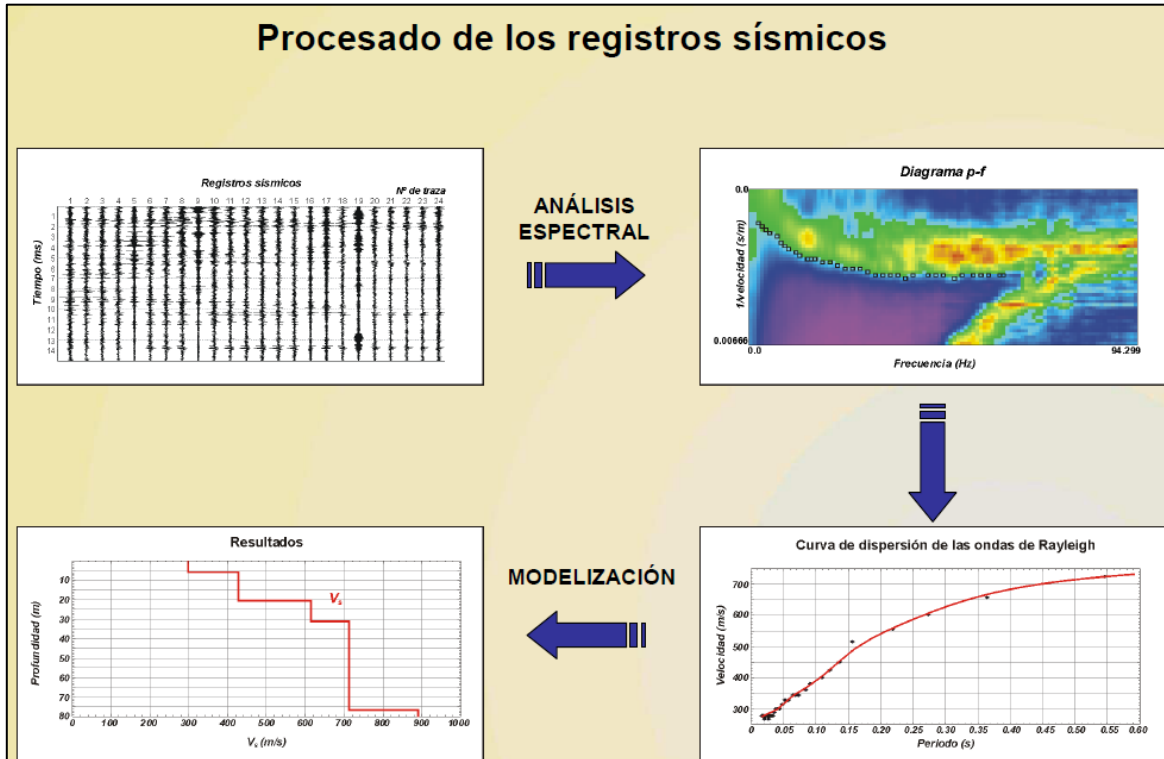 Procesado de los registros sísmicos
Registros sísmicos
Nº de traza
1 2 3 4 5 6 7 8 9 10 11 12 13 14 15 16 17 18 19 20 21 22 23 24
Tiempo (ms)
1
2
3
4
5
6
7
8
9
10
11
12
13
14
ANÁLISIS
ESPECTRAL
Diagrama p-f
0.0
1/Velocidad (s/m)
0.00666
0.0
94.299
Frecuencia (Hz)
Resultados
Profundidad (m)
10
20
30
40
50
60
70
80
Vs
0 100 200 300 400 500 600 700 800 900 1000
Vs (m/s)
MODELIZACIÓN
Curva de dispersión de las ondas de Rayleigh
Velocidad (m/s)
700
600
500
400
300
0 0.05 0.10 0.15 0.20 0.25 0.30 0.35 0.40 0.45 0.50 0.55 0.60
Periodo (s)